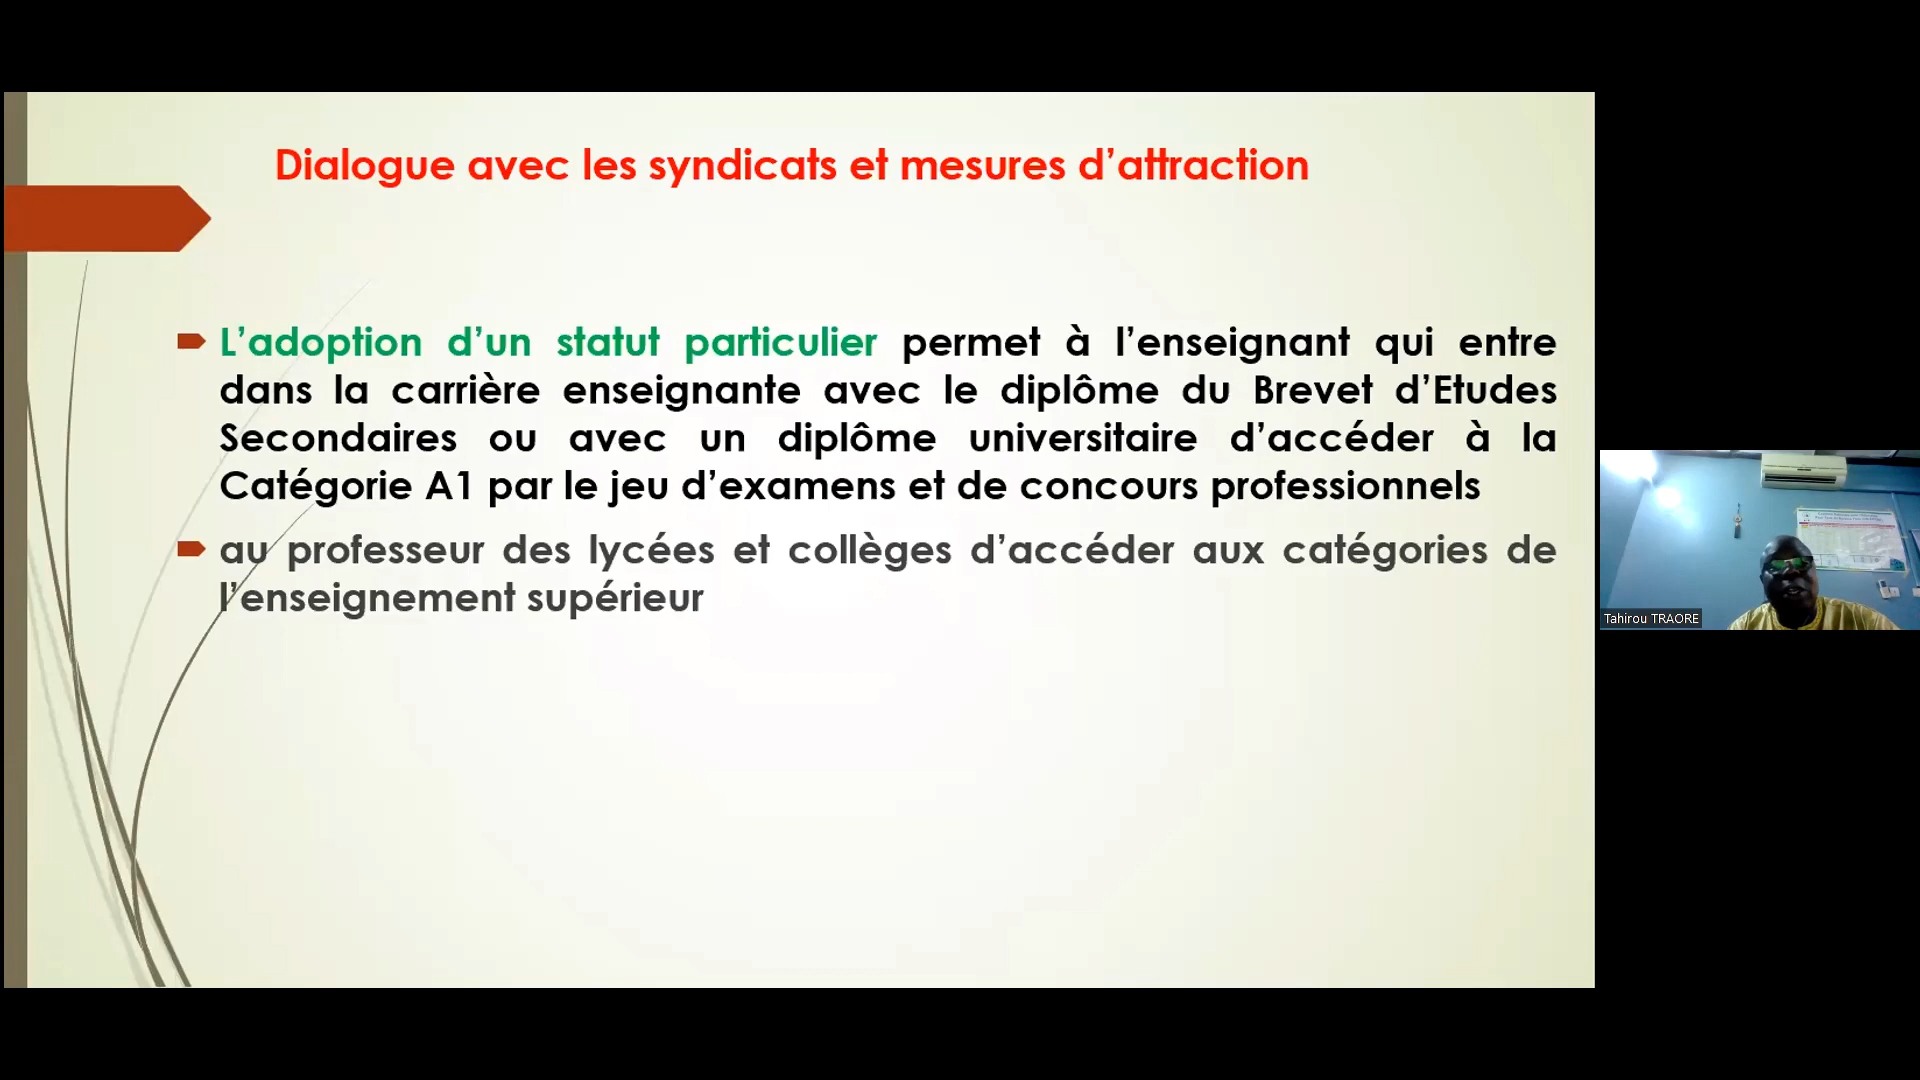 Dialogue avec les syndicats et mesures d’attraction
L’adoption d’un statut particulier permet à l’enseignant qui entre
dans la carrière enseignante avec le diplôme du Brevet d’Etudes
Secondaires ou avec un diplôme universitaire d’accéder à la
Catégorie A1 par le jeu d’examens et de concours professionnels
au professeur des lycées et collèges d’accéder aux catégories de
l’enseignement supérieur
Tahirou TRAORE